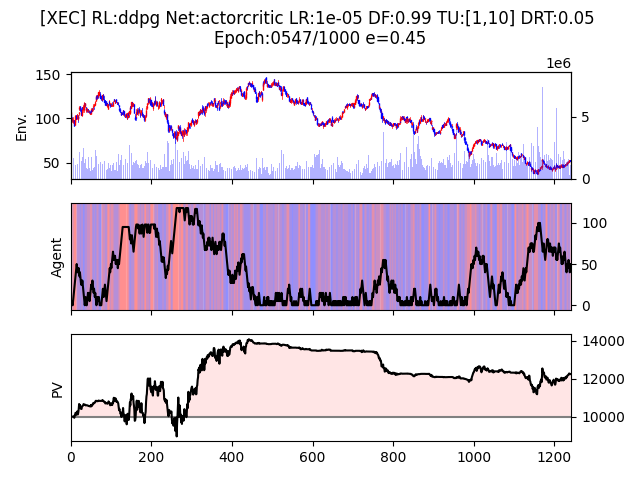 [XEC] RL:ddpg Net:actorcritic LR:1e-05 DF:0.99 TU:[1,10] DRT:0.05
Epoch:0547/1000 e=0.45
1e6
150
100
50
Env.
5
0
Agent
100
50
0
PV
14000
12000
10000
0 200 400 600 800 1000 1200